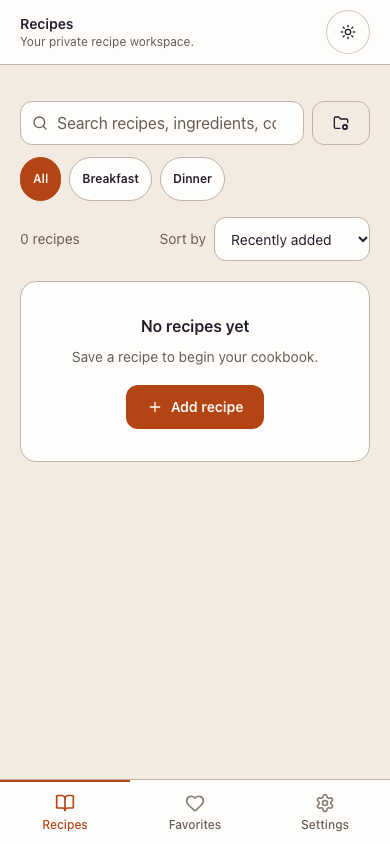 Recipes
Your private recipe workspace.
Search recipes, ingredients, cc
All Breakfast Dinner
0 recipes Sort by Recently added
No recipes yet
Save a recipe to begin your cookbook.
+ Add recipe
Recipes Favorites Settings